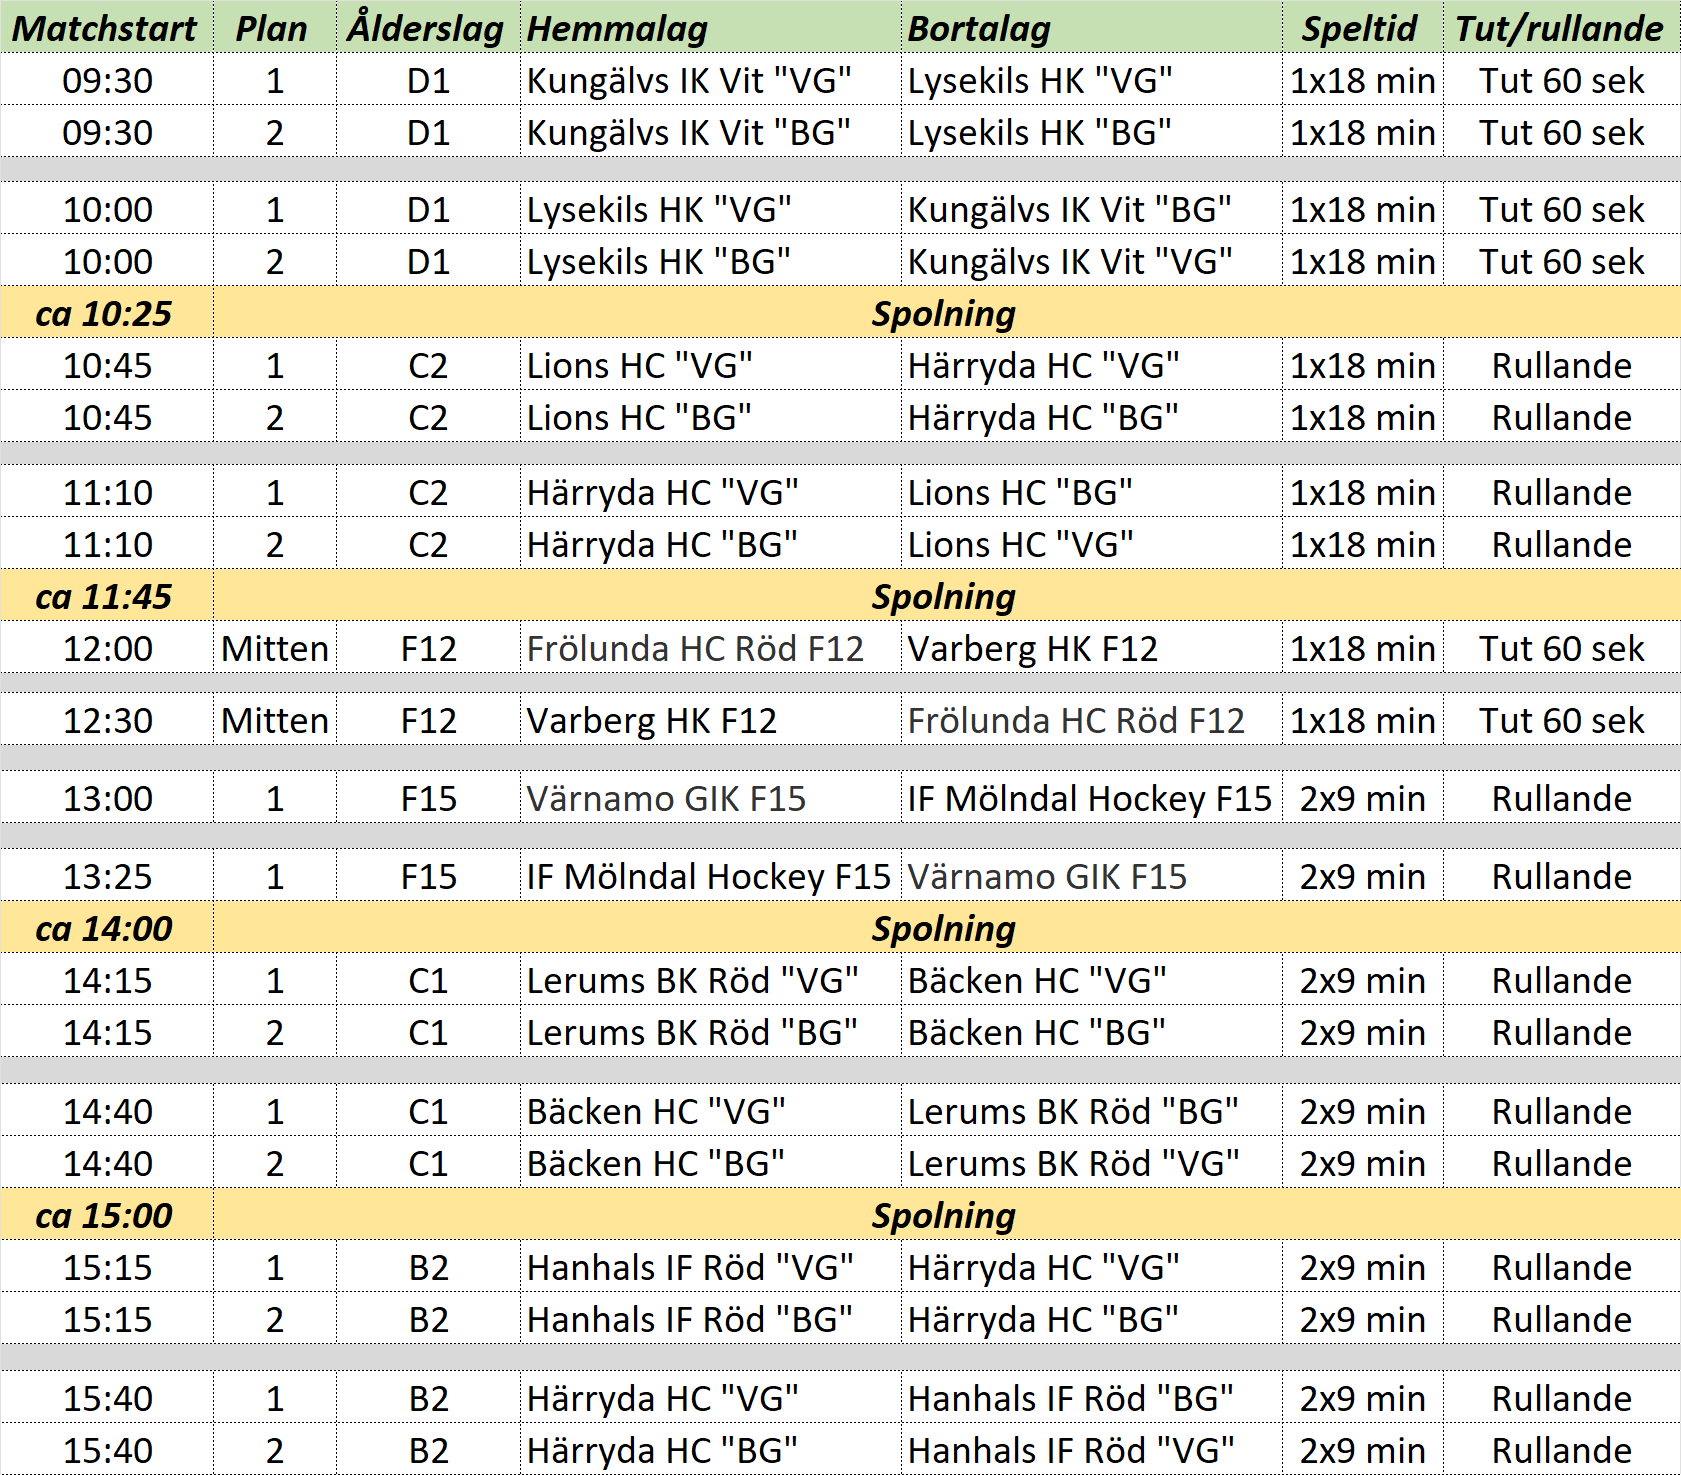 Matchstart Plan Ålderslag Hemmalag Bortalag Speltid Tut/rullande
09:30 1 D1 Kungälvs IK Vit "VG" Lysekils HK "VG" 1x18 min Tut 60 sek
09:30 2 D1 Kungälvs IK Vit "BG" Lysekils HK "BG" 1x18 min Tut 60 sek
10:00 1 D1 Lysekils HK "VG" Kungälvs IK Vit "BG" 1x18 min Tut 60 sek
10:00 2 D1 Lysekils HK "BG" Kungälvs IK Vit "VG" 1x18 min Tut 60 sek
ca 10:25 Spolning
10:45 1 C2 Lions HC "VG" Härryda HC "VG" 1x18 min Rullande
10:45 2 C2 Lions HC "BG" Härryda HC "BG" 1x18 min Rullande
11:10 1 C2 Härryda HC "VG" Lions HC "BG" 1x18 min Rullande
11:10 2 C2 Härryda HC "BG" Lions HC "VG" 1x18 min Rullande
ca 11:45 Spolning
12:00 Mitten F12 Frölunda HC Röd F12 Varberg HK F12 1x18 min Tut 60 sek
12:30 Mitten F12 Varberg HK F12 Frölunda HC Röd F12 1x18 min Tut 60 sek
13:00 1 F15 Värnamo GIK F15 IF Mölndal Hockey F15 2x9 min Rullande
13:25 1 F15 IF Mölndal Hockey F15 Värnamo GIK F15 2x9 min Rullande
ca 14:00 Spolning
14:15 1 C1 Lerums BK Röd "VG" Bäcken HC "VG" 2x9 min Rullande
14:15 2 C1 Lerums BK Röd "BG" Bäcken HC "BG" 2x9 min Rullande
14:40 1 C1 Bäcken HC "VG" Lerums BK Röd "BG" 2x9 min Rullande
14:40 2 C1 Bäcken HC "BG" Lerums BK Röd "VG" 2x9 min Rullande
ca 15:00 Spolning
15:15 1 B2 Hanhals IF Röd "VG" Härryda HC "VG" 2x9 min Rullande
15:15 2 B2 Hanhals IF Röd "BG" Härryda HC "BG" 2x9 min Rullande
15:40 1 B2 Härryda HC "VG" Hanhals IF Röd "BG" 2x9 min Rullande
15:40 2 B2 Härryda HC "BG" Hanhals IF Röd "VG" 2x9 min Rullande